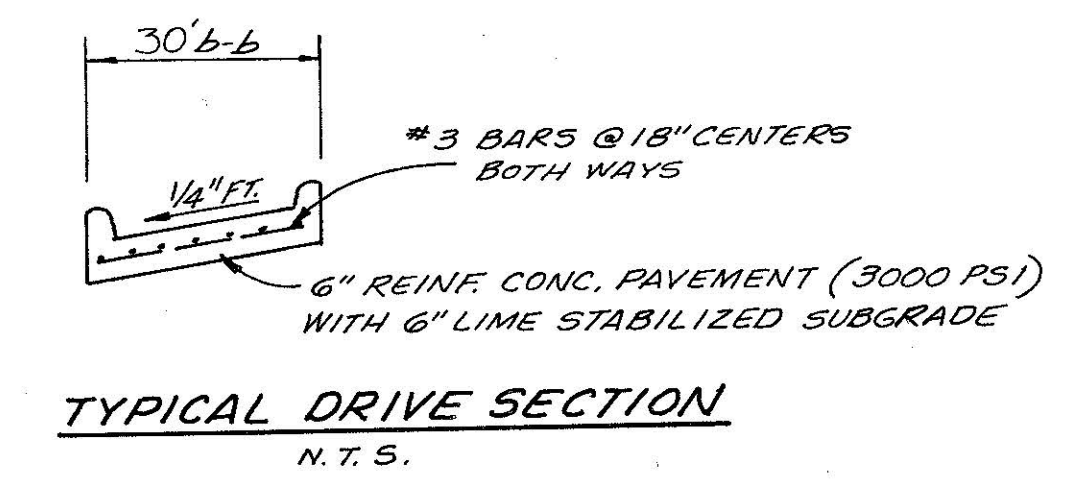 30' b-b
#3 BARS @ 18" CENTERS
BOTH WAYS
1/4" FT.
6" REINF. CONC. PAVEMENT (3000 PSI)
WITH 6" LIME STABILIZED SUBGRADE
TYPICAL DRIVE SECTION
N.T.S.